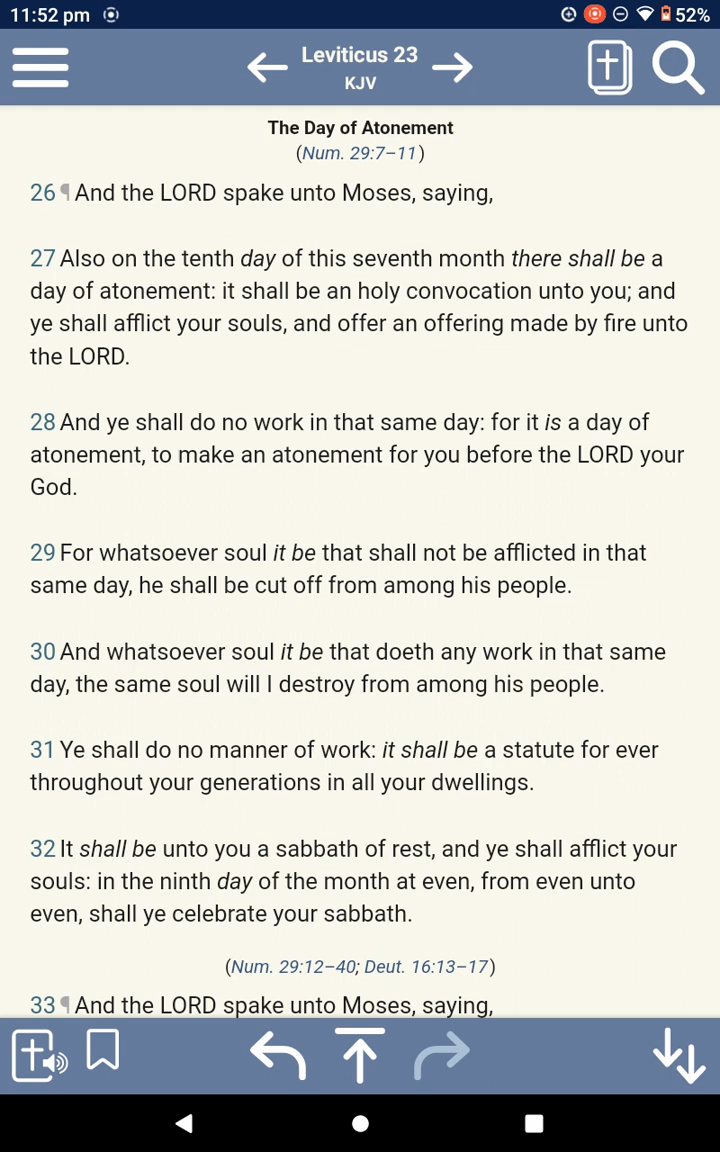 11:52 pm 52%
Leviticus 23
KJV
The Day of Atonement
(Num. 29:7–11)
26 ¶ And the LORD spake unto Moses, saying,
27 Also on the tenth day of this seventh month there shall be a
day of atonement: it shall be an holy convocation unto you; and
ye shall afflict your souls, and offer an offering made by fire unto
the LORD.
28 And ye shall do no work in that same day: for it is a day of
atonement, to make an atonement for you before the LORD your
God.
29 For whatsoever soul it be that shall not be afflicted in that
same day, he shall be cut off from among his people.
30 And whatsoever soul it be that doeth any work in that same
day, the same soul will I destroy from among his people.
31 Ye shall do no manner of work: it shall be a statute for ever
throughout your generations in all your dwellings.
32 It shall be unto you a sabbath of rest, and ye shall afflict your
souls: in the ninth day of the month at even, from even unto
even, shall ye celebrate your sabbath.
(Num. 29:12–40; Deut. 16:13–17)
33 ¶ And the LORD spake unto Moses, saying,